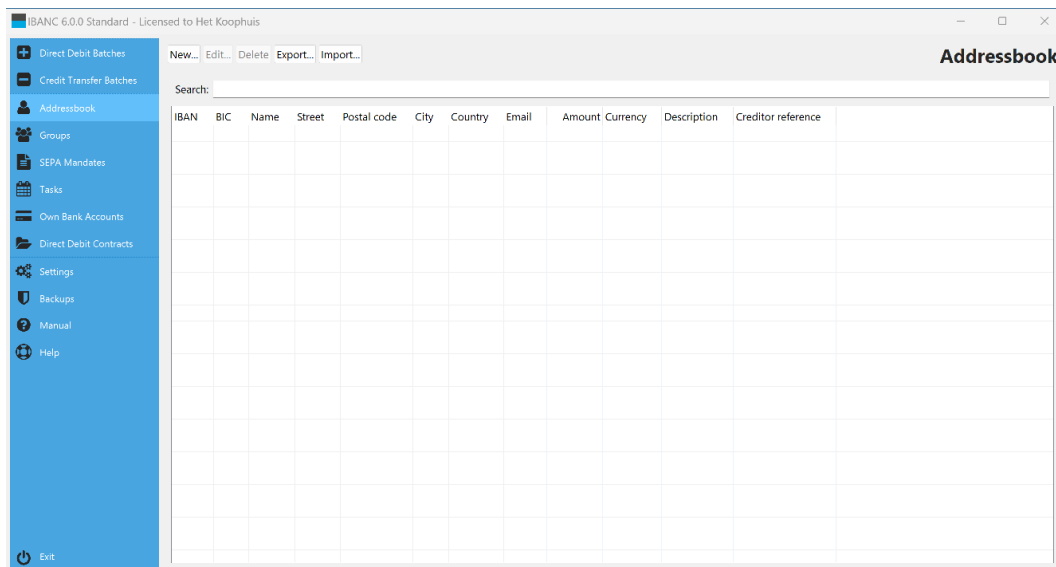 IBANC 6.0.0 Standard - Licensed to Het Koophuis
Direct Debit Batches
Credit Transfer Batches
Addressbook
Groups
SEPA Mandates
Tasks
Own Bank Accounts
Direct Debit Contracts
Settings
Backups
Manual
Help
Exit
New... Edit... Delete Export... Import...
Addressbook
Search:
IBAN BIC Name Street Postal code City Country Email Amount Currency Description Creditor reference